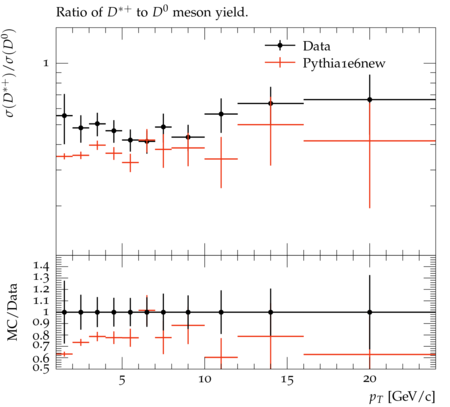 Ratio of D*+ to D0 meson yield.
σ(D*+)/σ(D0)
Data
Pythia1e6new
1
MC/Data
1.4
1.3
1.2
1.1
1
0.9
0.8
0.7
0.6
0.5
5 10 15 20
pT [GeV/c]